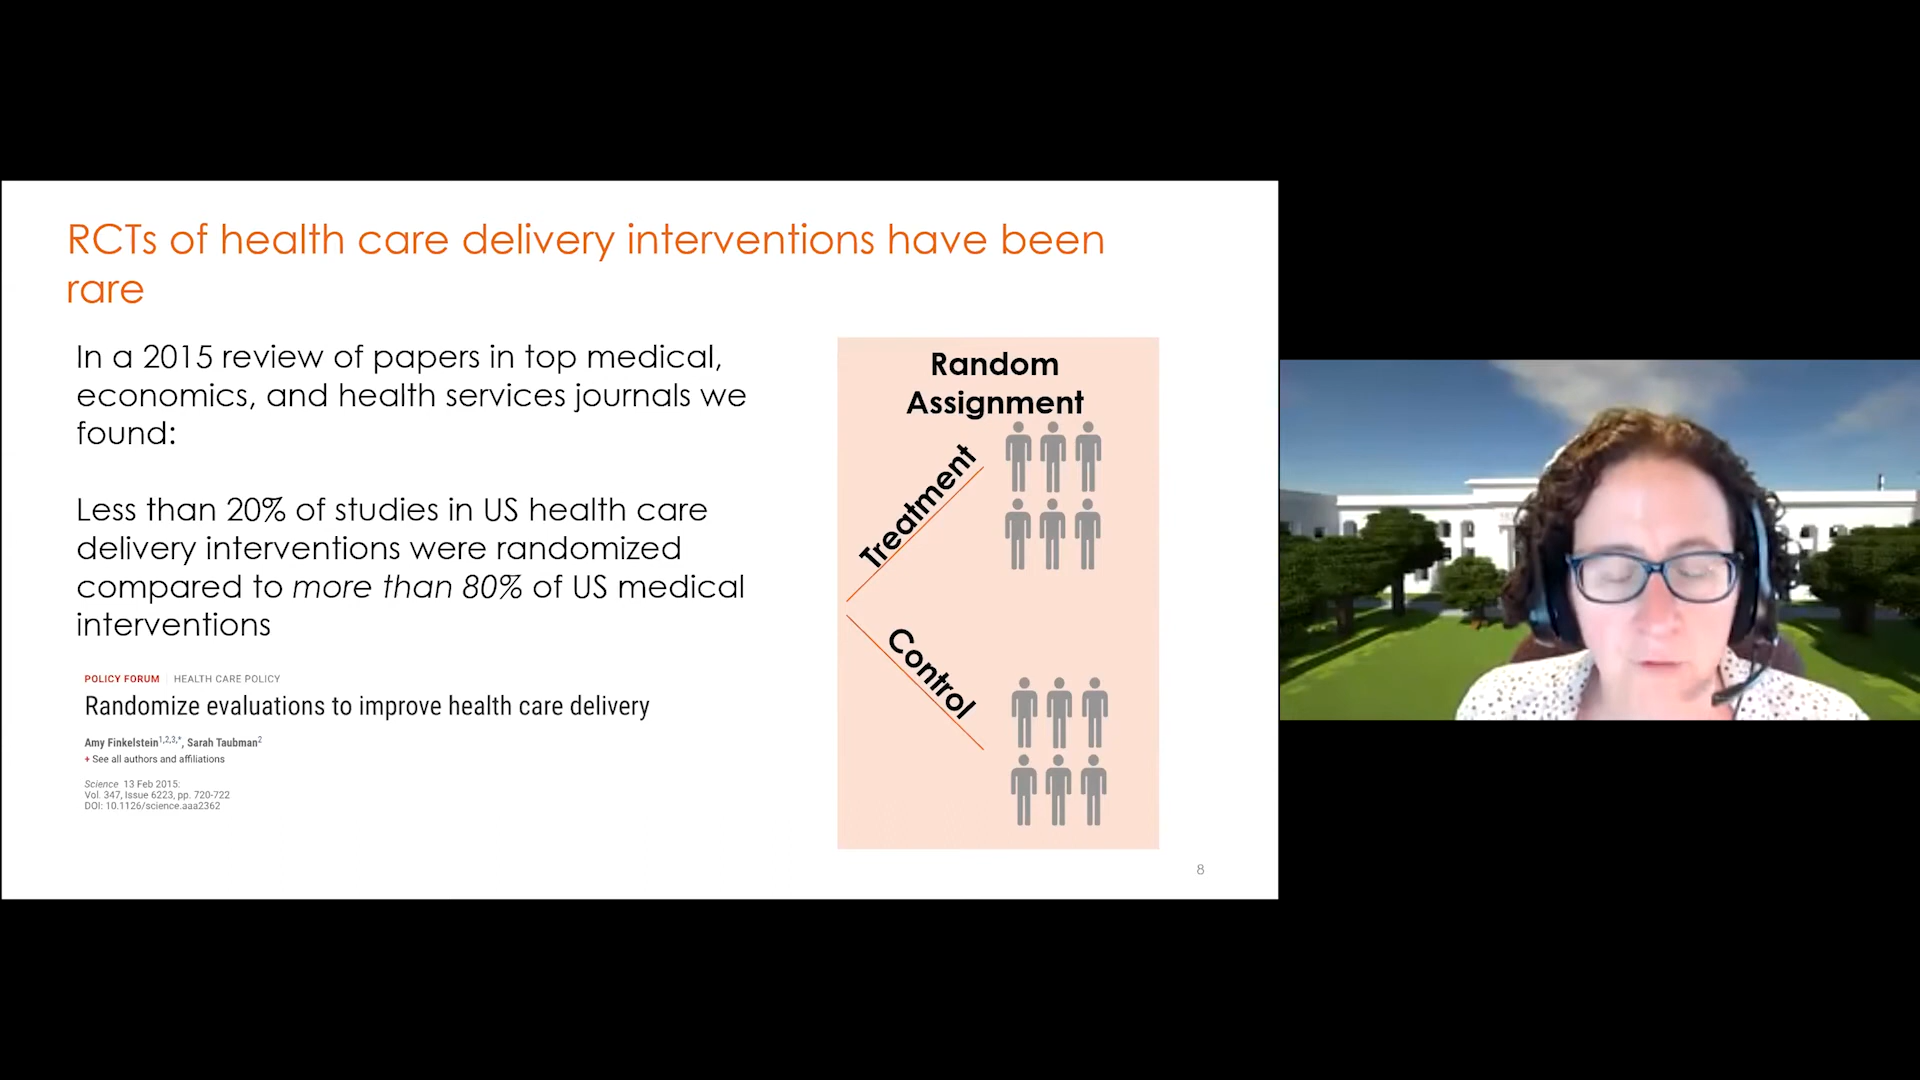 RCTs of health care delivery interventions have been
rare
In a 2015 review of papers in top medical,
economics, and health services journals we
found:
Less than 20% of studies in US health care
delivery interventions were randomized
compared to more than 80% of US medical
interventions
POLICY FORUM HEALTH CARE POLICY
Randomize evaluations to improve health care delivery
Amy Finkelstein1,2,3,*, Sarah Taubman2
+ See all authors and affiliations
Science 13 Feb 2015:
Vol. 347, Issue 6223, pp. 720-722
DOI: 10.1126/science.aaa2362
Random
Assignment
Treatment
Control
8